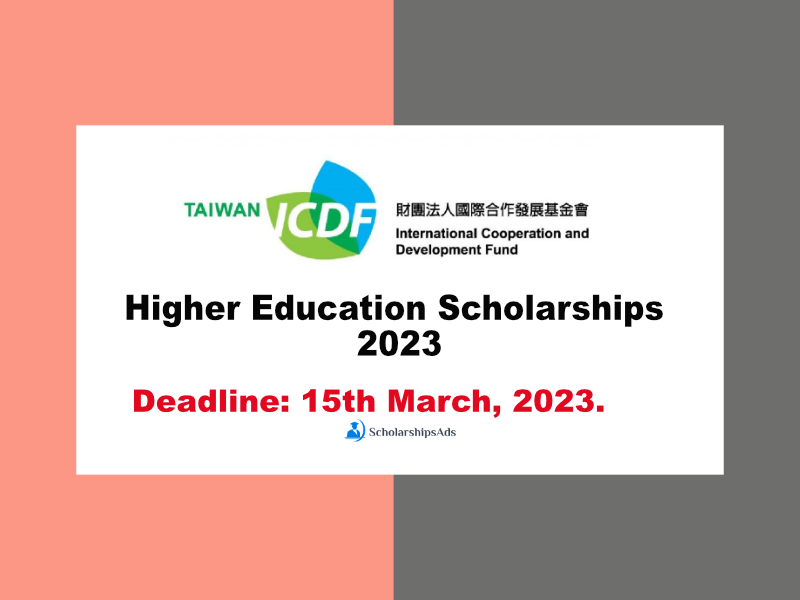 TAIWAN ICDF
財團法人國際合作發展基金會
International Cooperation and
Development Fund
Higher Education Scholarships
2023
Deadline: 15th March, 2023.
ScholarshipsAds